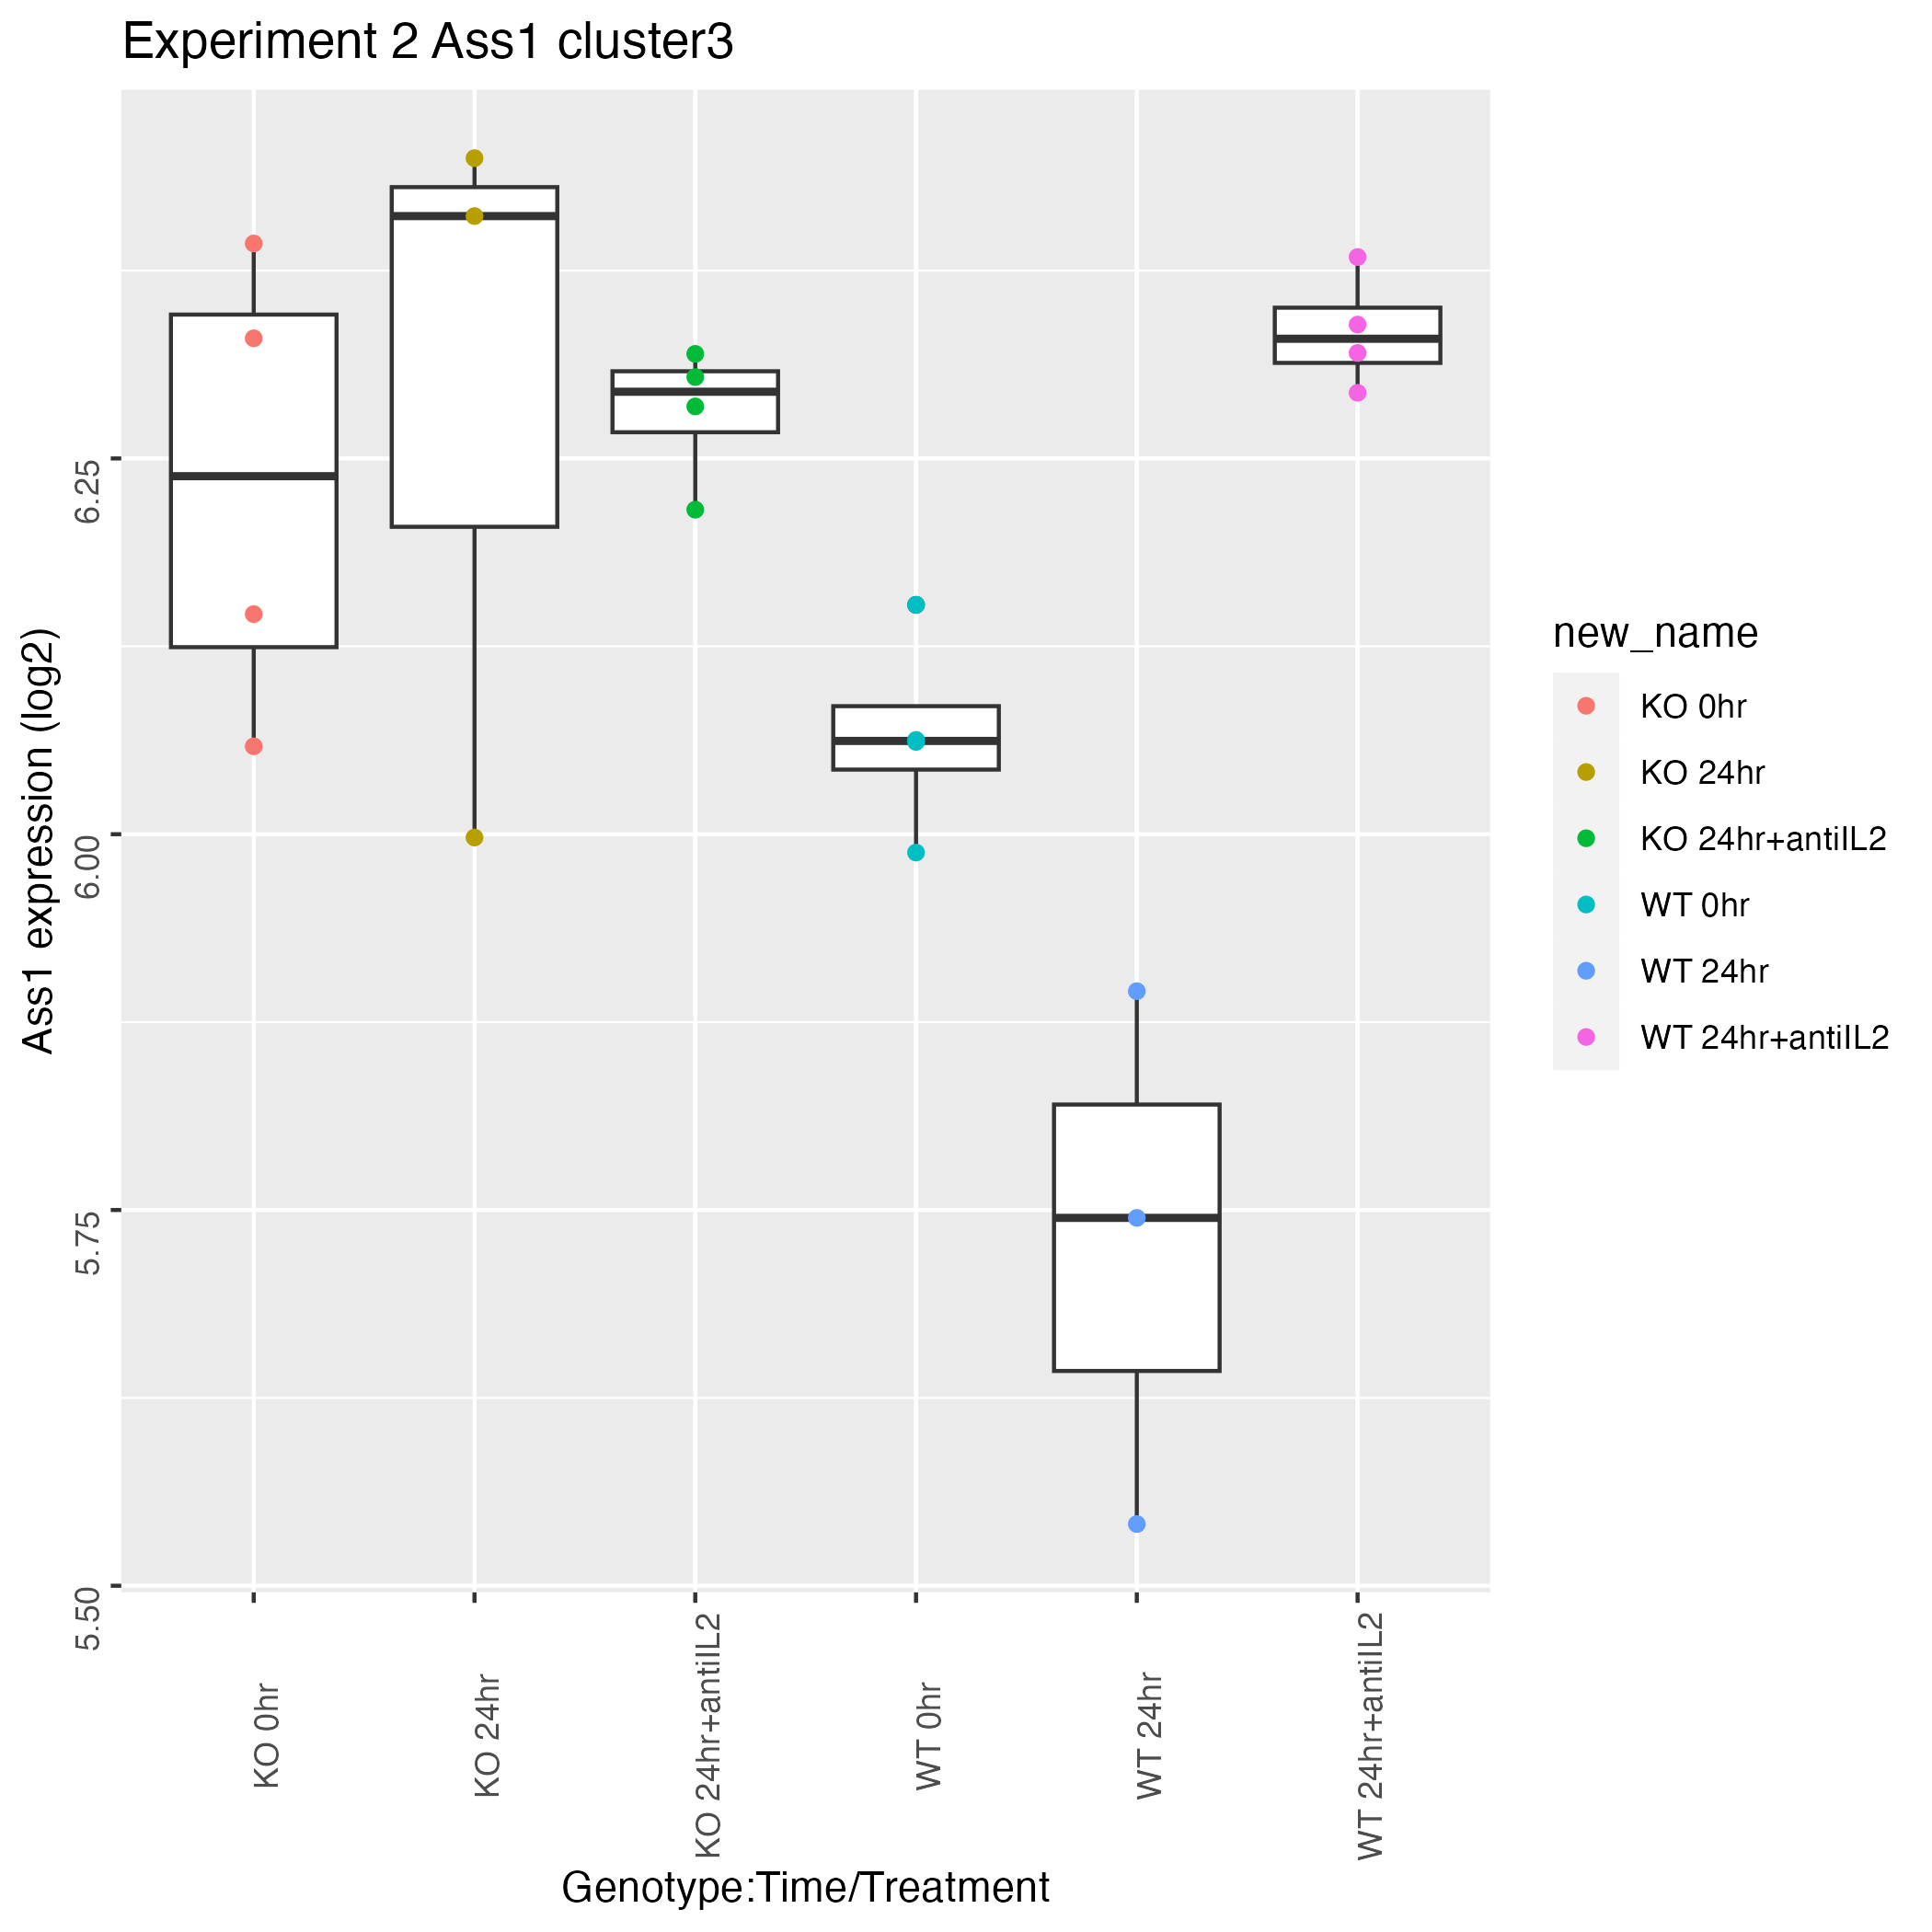 Experiment 2 Ass1 cluster3
Ass1 expression (log2)
6.25
6.00
5.75
5.50
KO 0hr
KO 24hr
KO 24hr+antiIL2
WT 0hr
WT 24hr
WT 24hr+antiIL2
Genotype:Time/Treatment
new_name
KO 0hr
KO 24hr
KO 24hr+antiIL2
WT 0hr
WT 24hr
WT 24hr+antiIL2